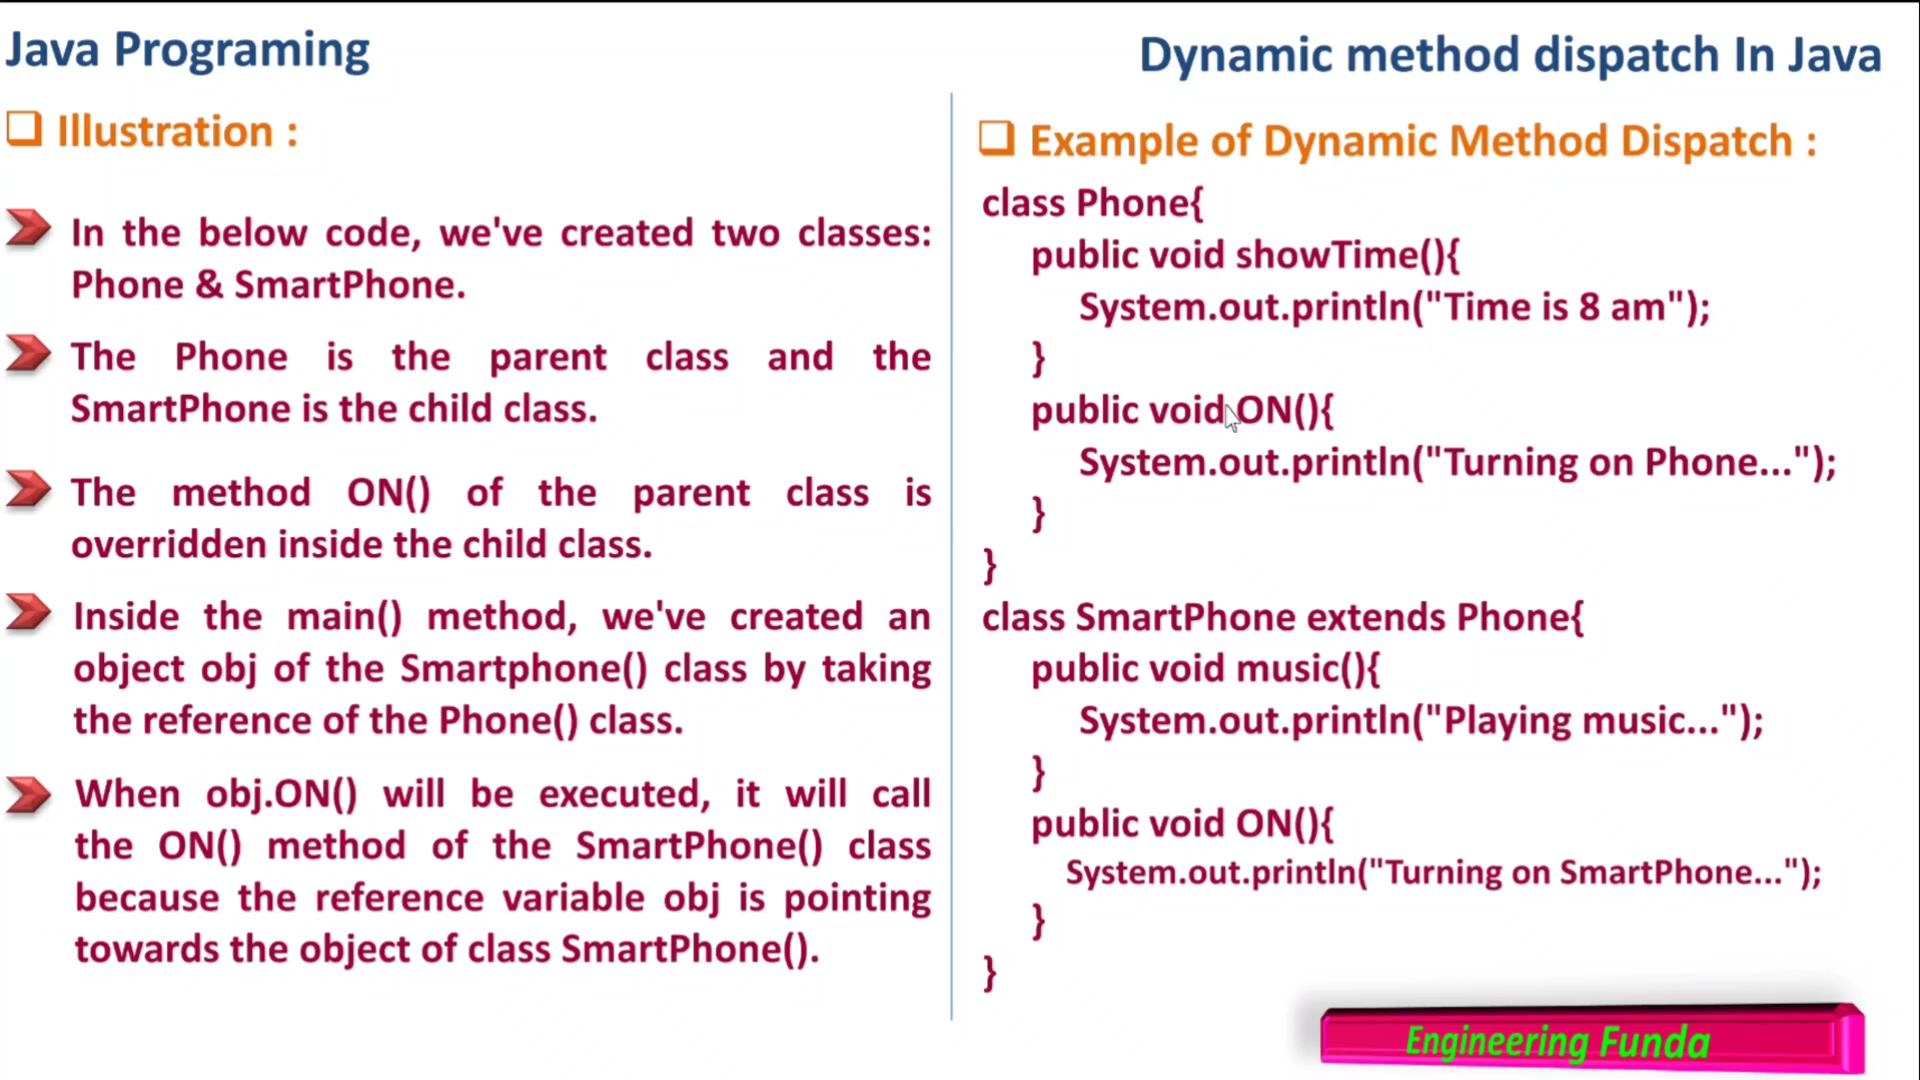 Java Programing
Dynamic method dispatch In Java
Illustration :
In the below code, we've created two classes:
Phone & SmartPhone.
The Phone is the parent class and the
SmartPhone is the child class.
The method ON() of the parent class is
overridden inside the child class.
Inside the main() method, we've created an
object obj of the Smartphone() class by taking
the reference of the Phone() class.
When obj.ON() will be executed, it will call
the ON() method of the SmartPhone() class
because the reference variable obj is pointing
towards the object of class SmartPhone().
Example of Dynamic Method Dispatch :
class Phone{
public void showTime(){
System.out.println("Time is 8 am");
}
public void ON(){
System.out.println("Turning on Phone...");
}
}
class SmartPhone extends Phone{
public void music(){
System.out.println("Playing music...");
}
public void ON(){
System.out.println("Turning on SmartPhone...");
}
}
Engineering Funda